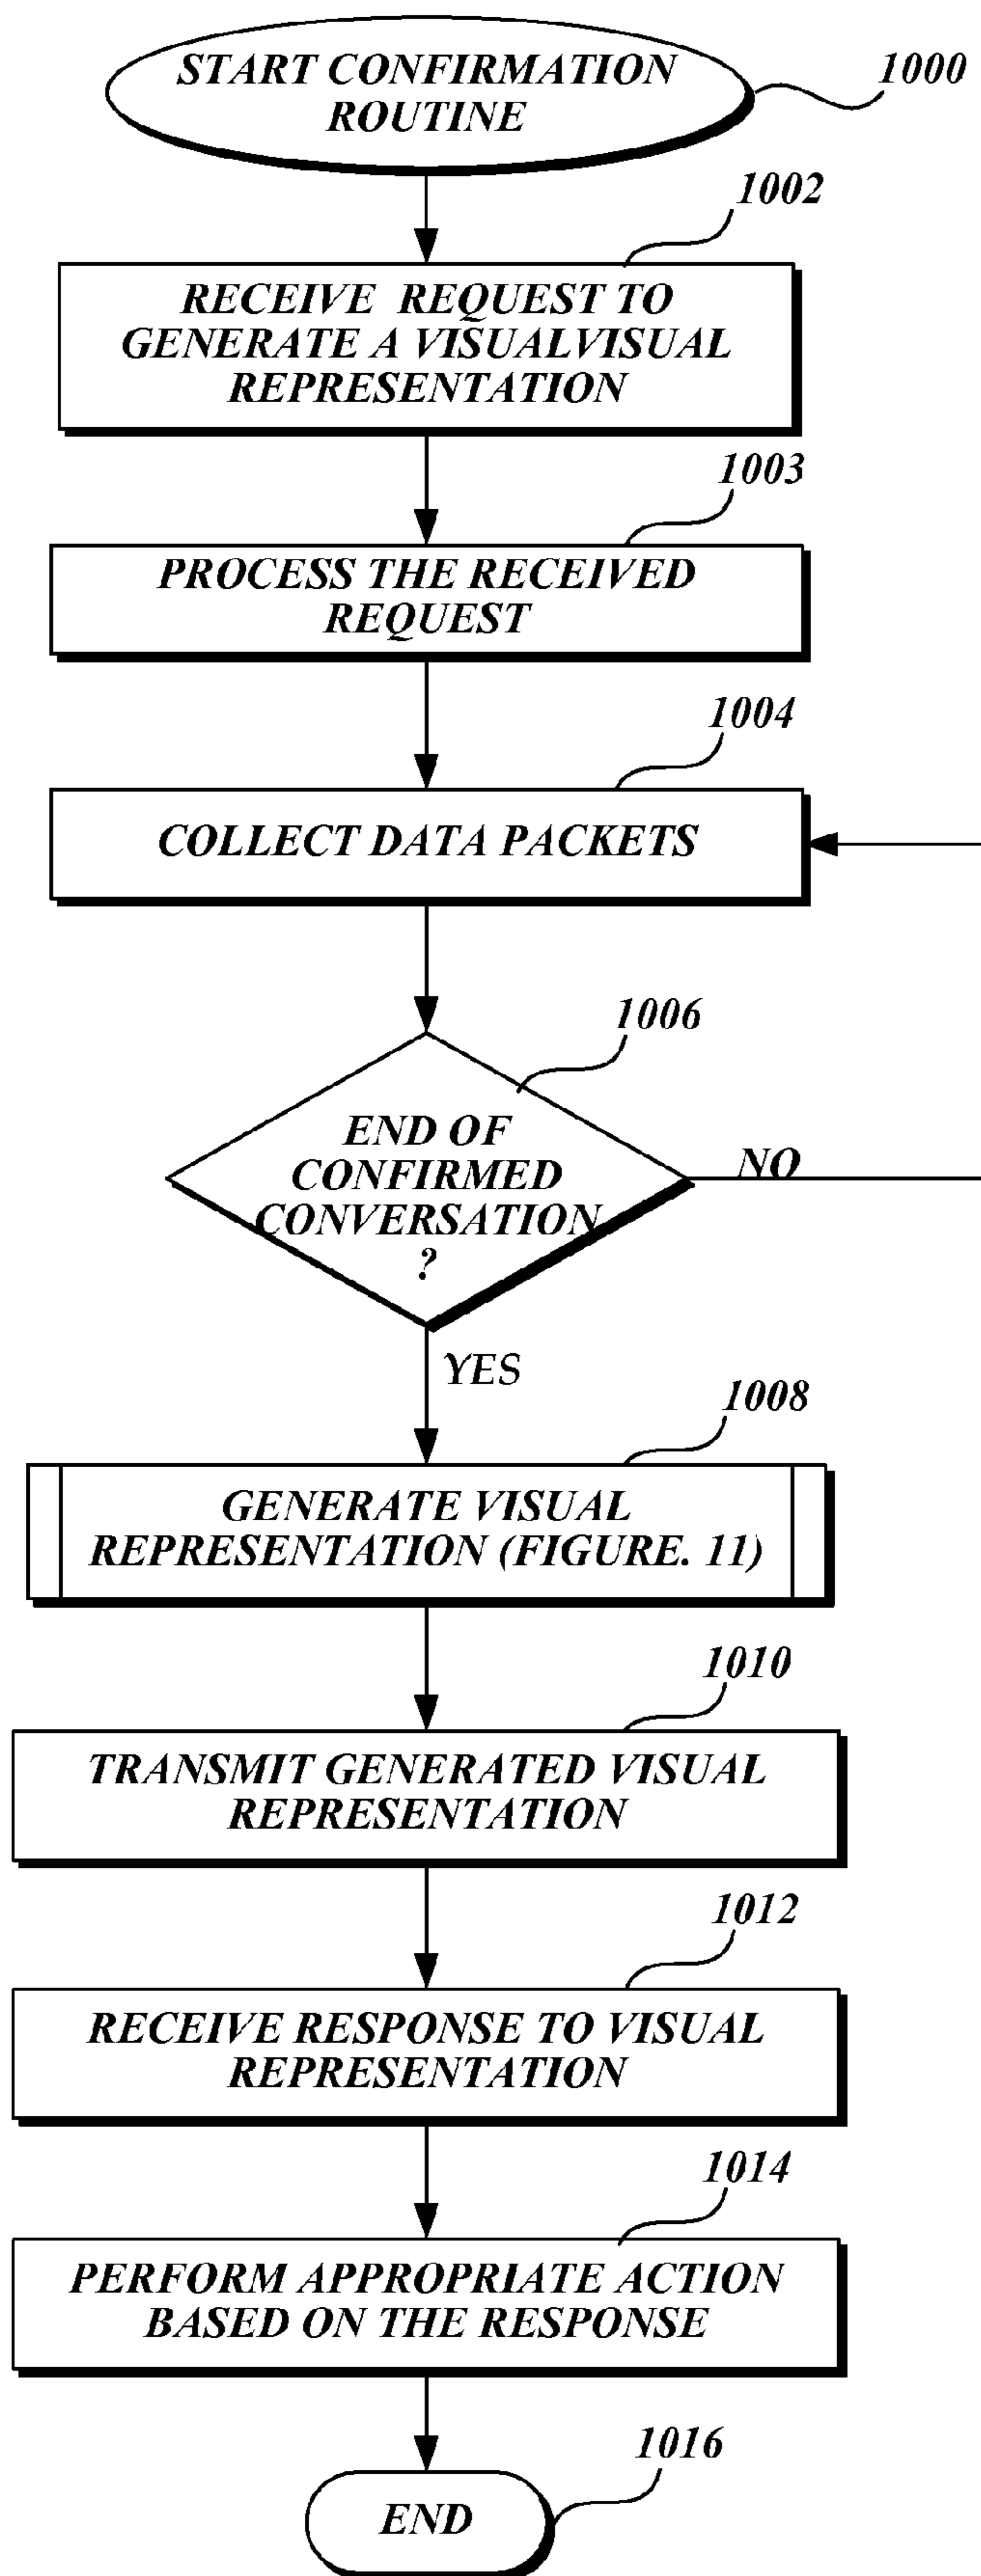 START CONFIRMATION
ROUTINE
1000
1002
RECEIVE REQUEST TO
GENERATE A VISUALVISUAL
REPRESENTATION
1003
PROCESS THE RECEIVED
REQUEST
1004
COLLECT DATA PACKETS
1006
END OF
CONFIRMED
CONVERSATION
?
NO
YES
1008
GENERATE VISUAL
REPRESENTATION (FIGURE. 11)
1010
TRANSMIT GENERATED VISUAL
REPRESENTATION
1012
RECEIVE RESPONSE TO VISUAL
REPRESENTATION
1014
PERFORM APPROPRIATE ACTION
BASED ON THE RESPONSE
1016
END